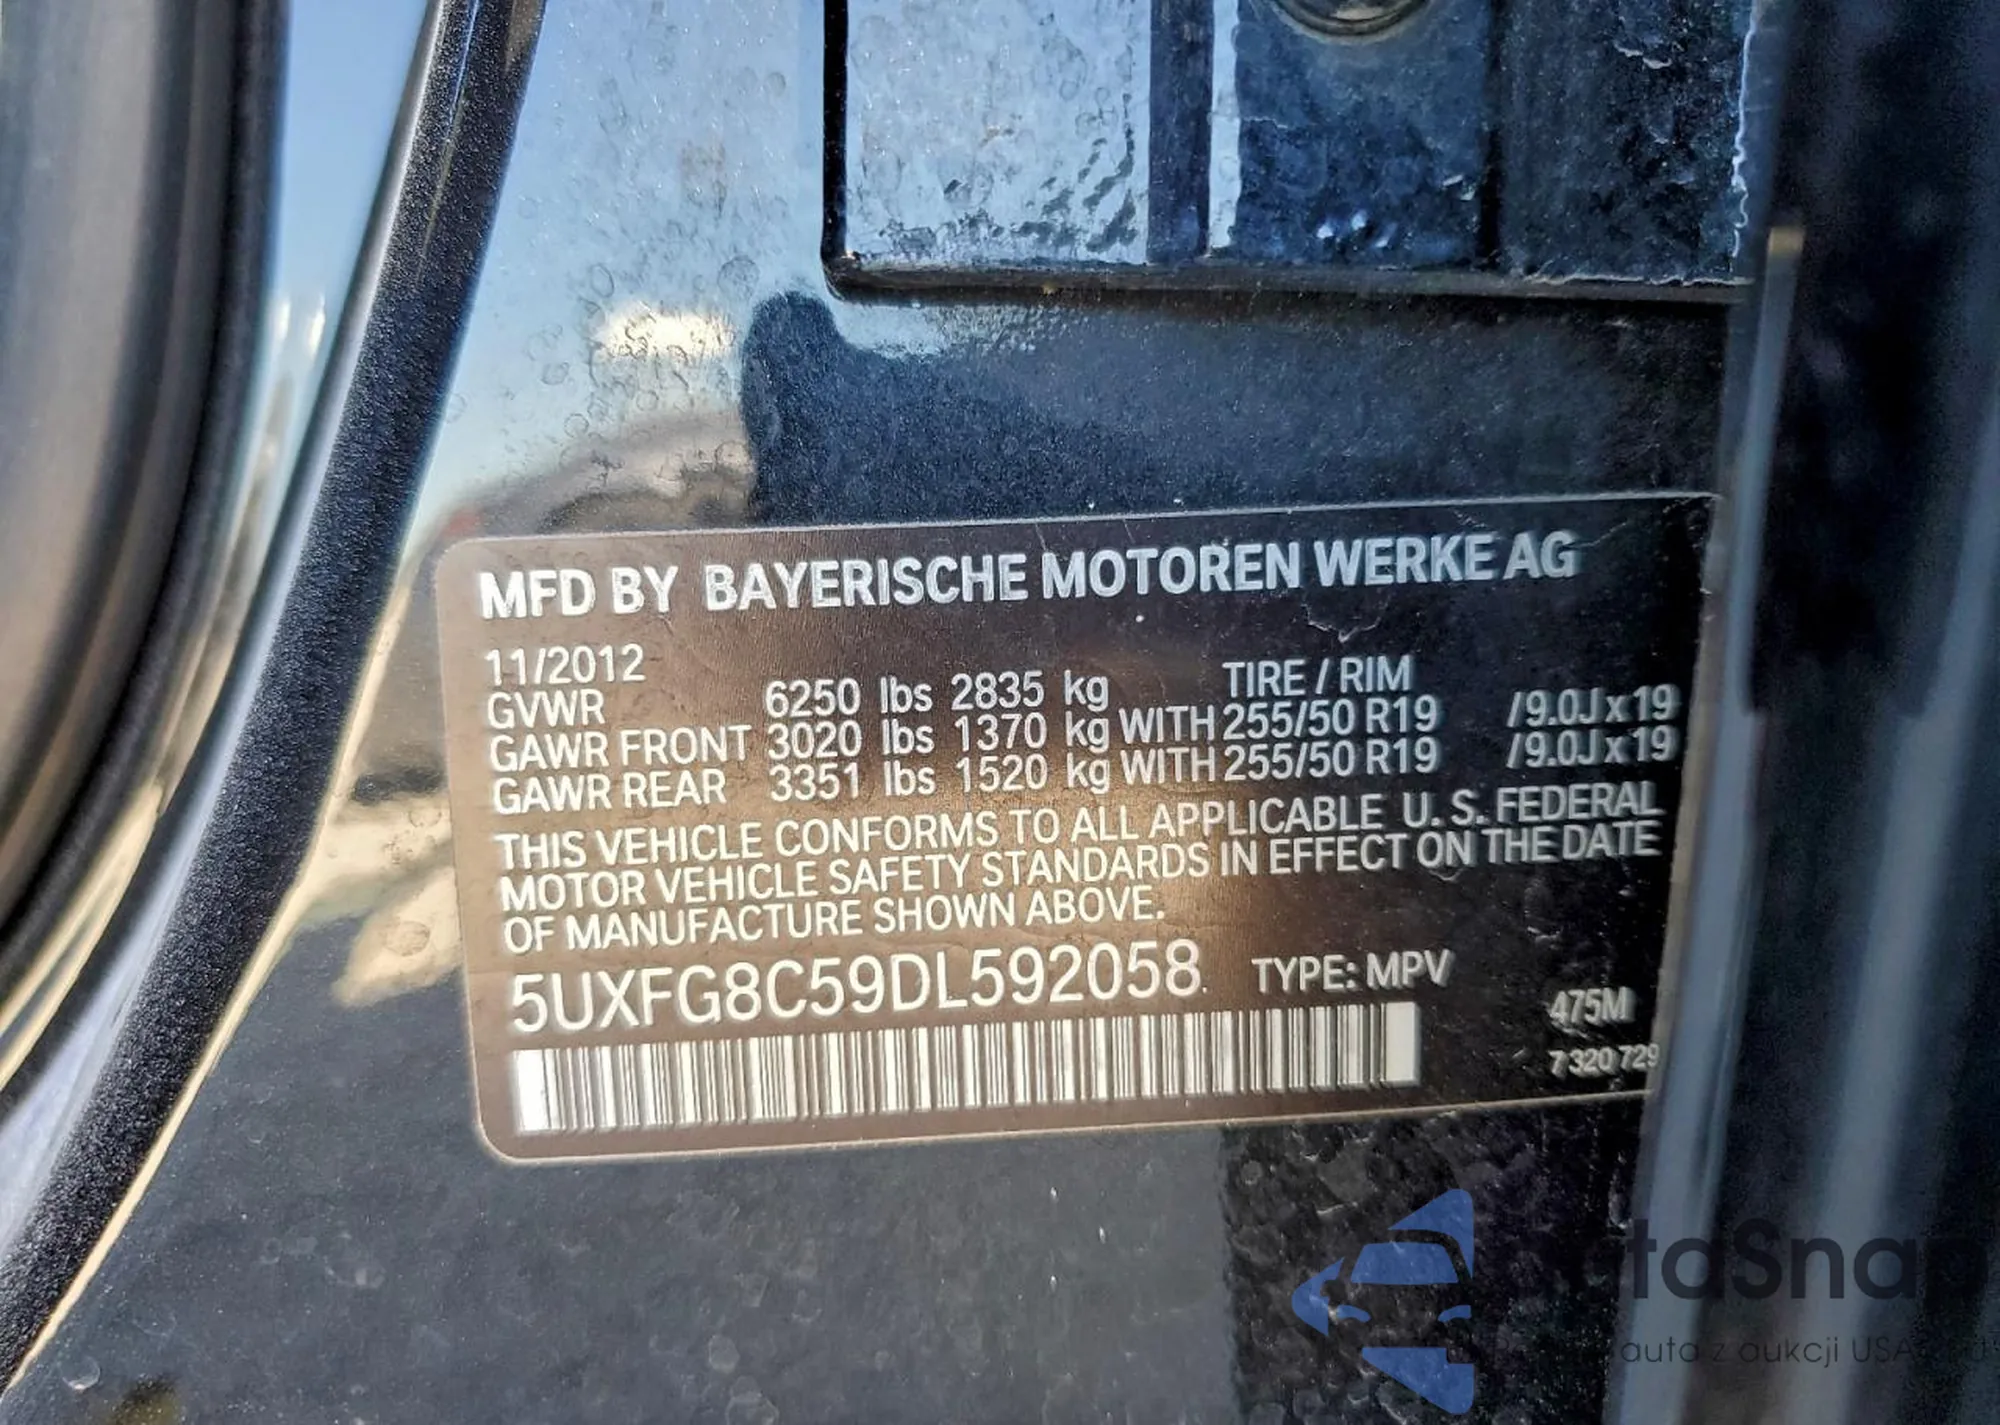 MFD BY BAYERISCHE MOTOREN WERKE AG
11/2012 TIRE / RIM
GVWR 6250 lbs 2835 kg
GAWR FRONT 3020 lbs 1370 kg WITH 255/50 R19 /9.0J x 19
GAWR REAR 3351 lbs 1520 kg WITH 255/50 R19 /9.0J x 19
THIS VEHICLE CONFORMS TO ALL APPLICABLE U. S. FEDERAL
MOTOR VEHICLE SAFETY STANDARDS IN EFFECT ON THE DATE
OF MANUFACTURE SHOWN ABOVE.
5UXFG8C59DL592058 TYPE: MPV
475M
7 320 729
auta z aukcji USA